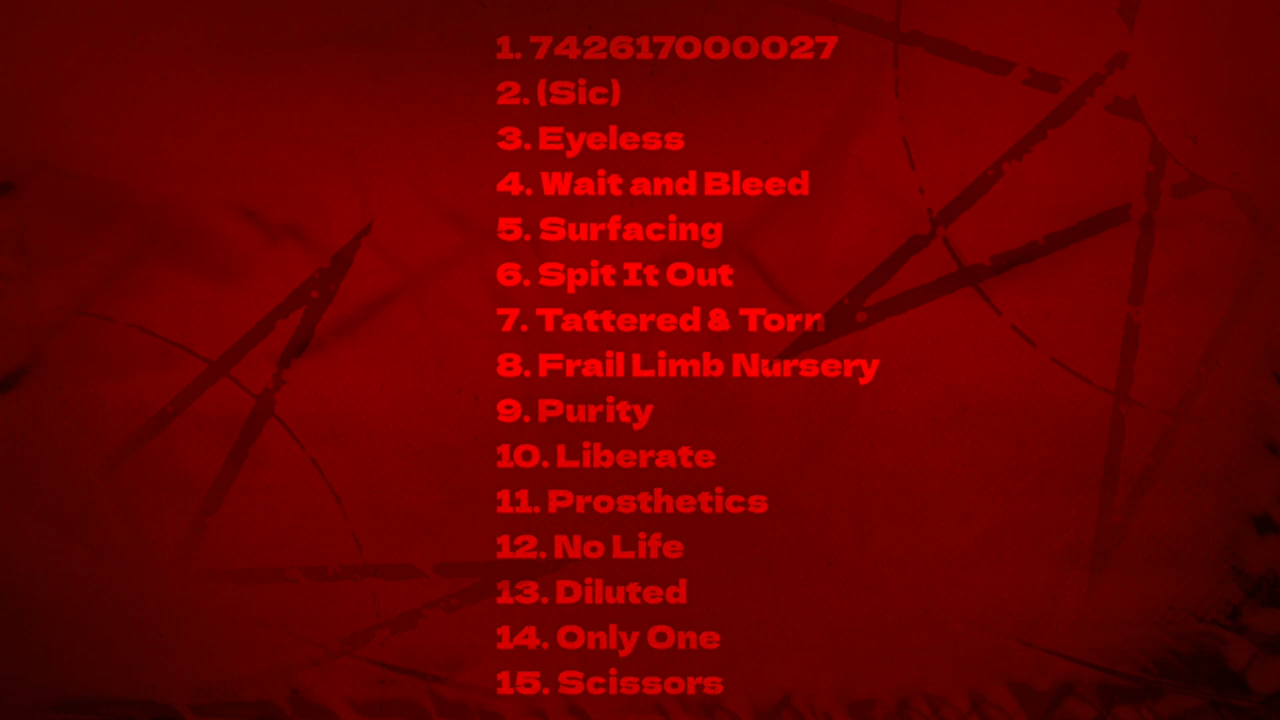 1. 742617000027
2. (Sic)
3. Eyeless
4. Wait and Bleed
5. Surfacing
6. Spit It Out
7. Tattered & Torn
8. Frail Limb Nursery
9. Purity
10. Liberate
11. Prosthetics
12. No Life
13. Diluted
14. Only One
15. Scissors